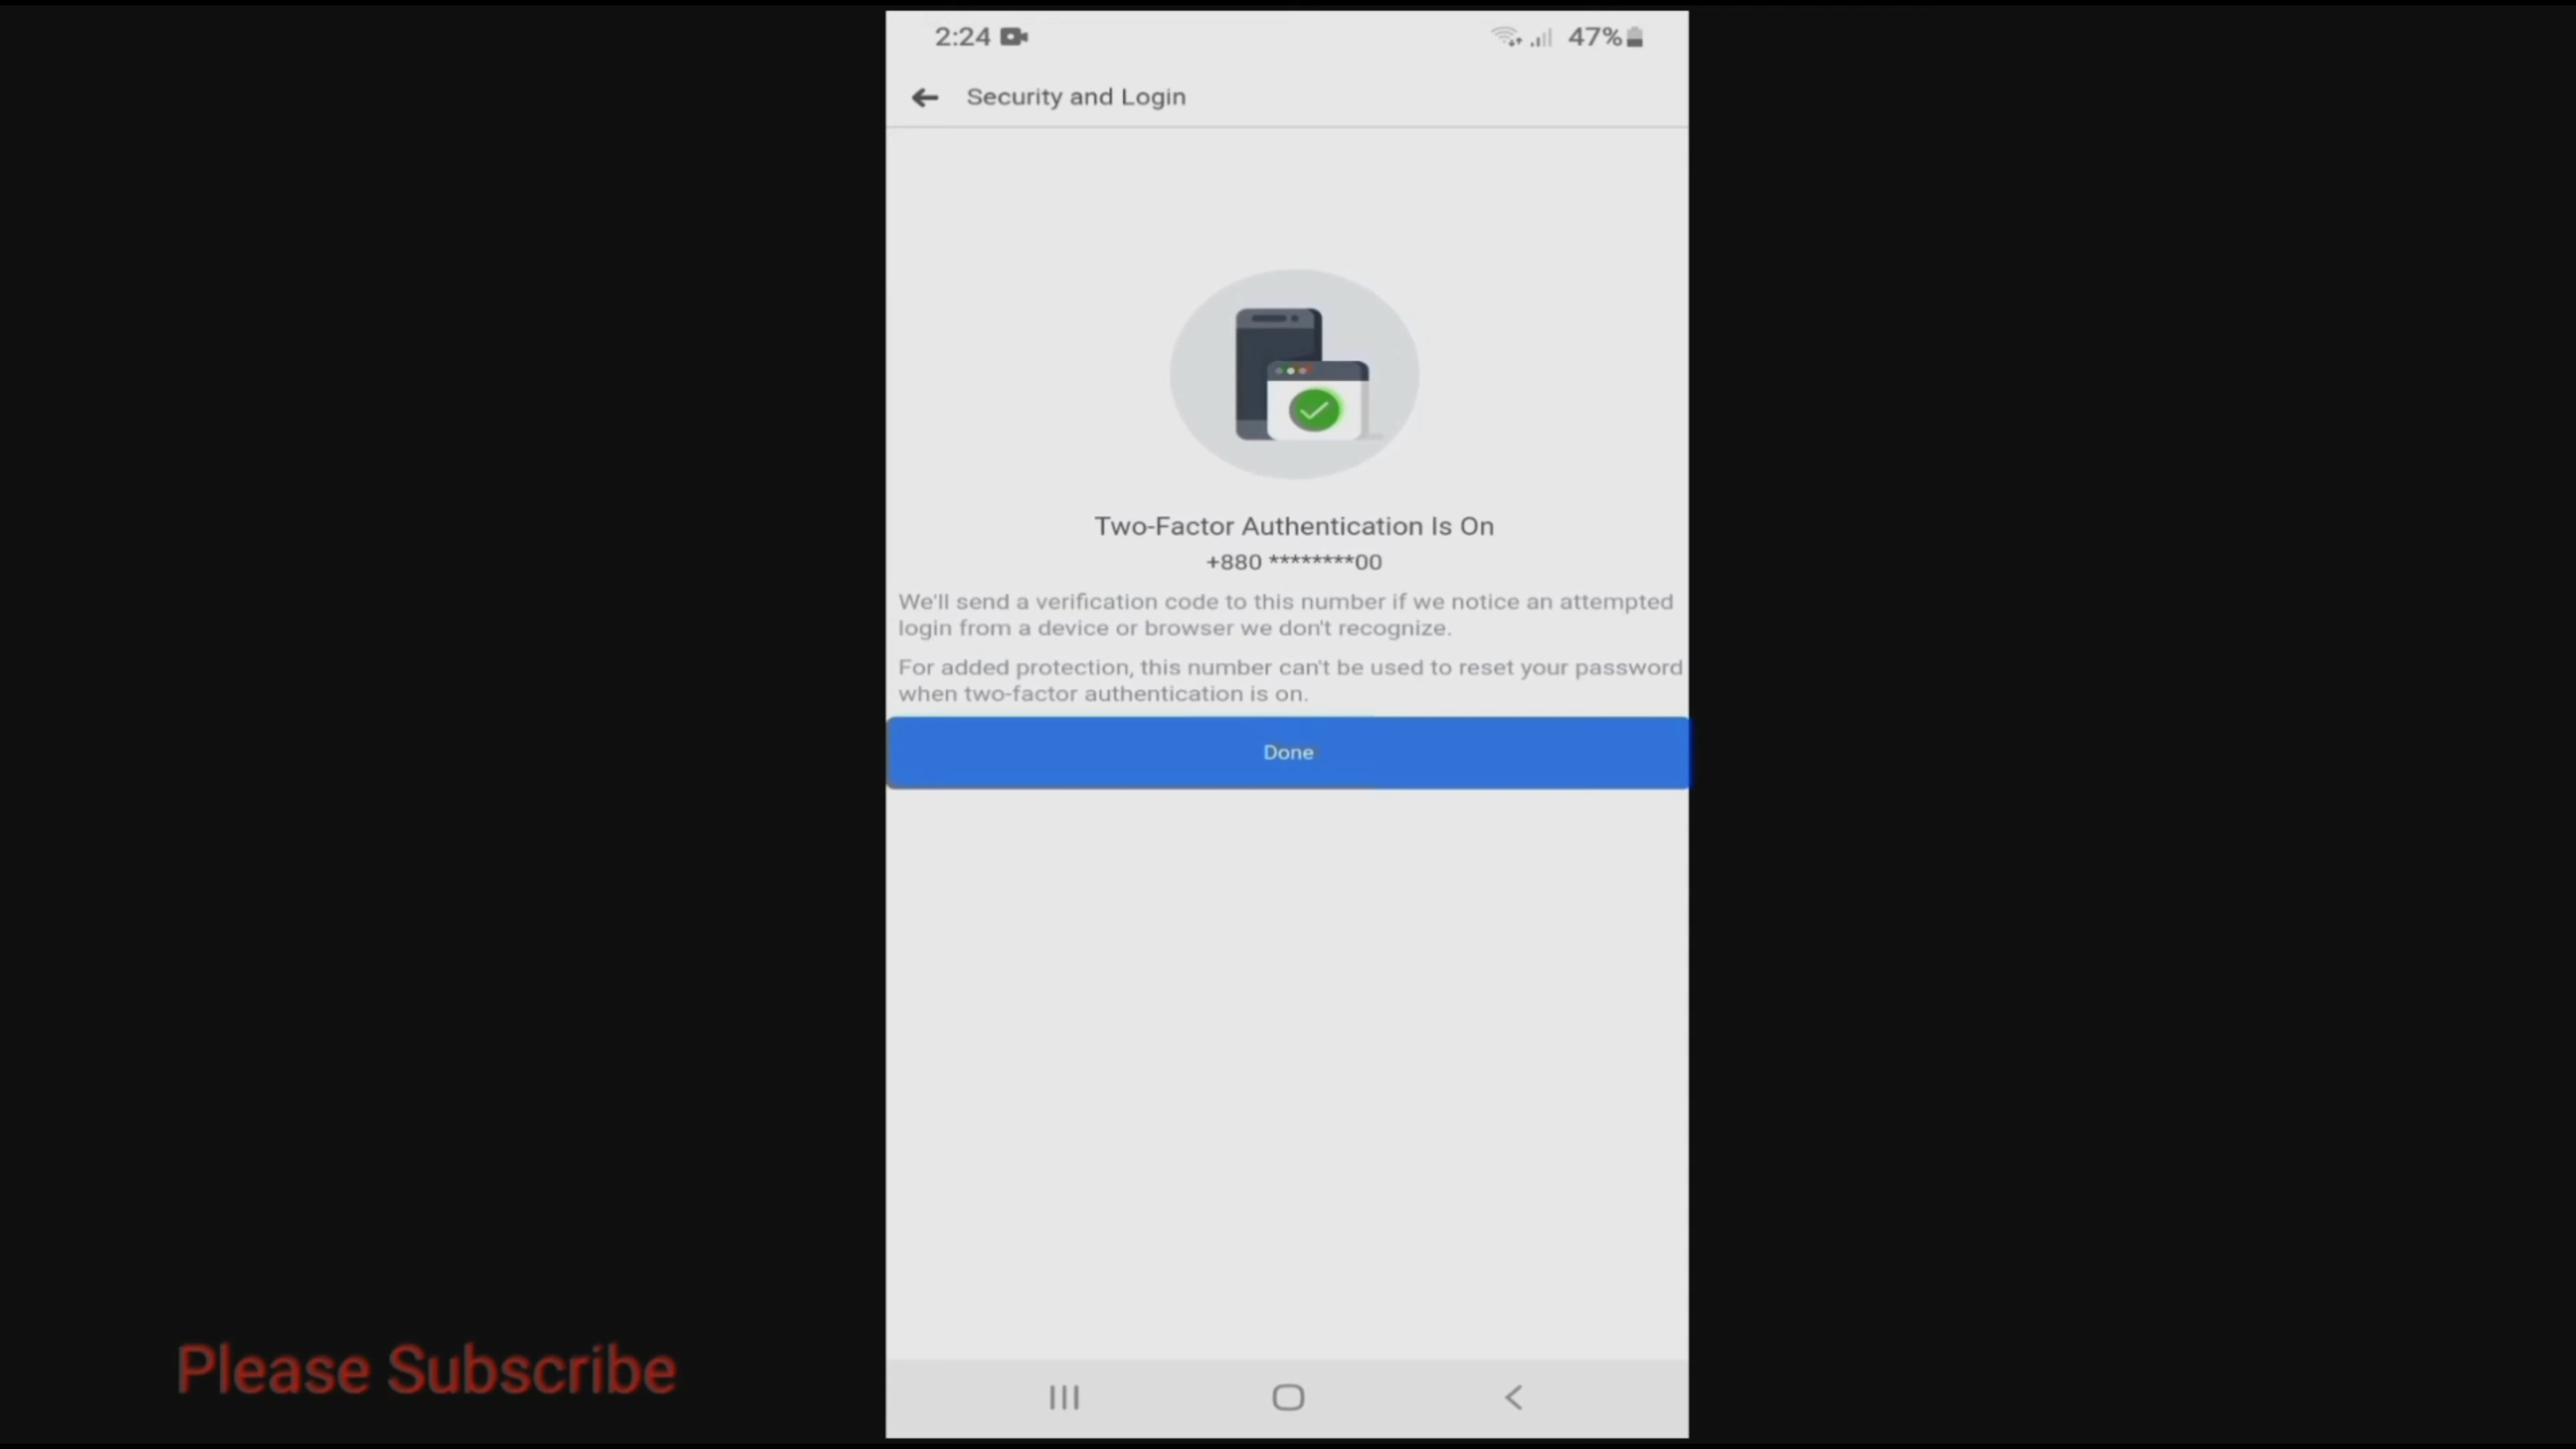 2:24 47%
Security and Login
Two-Factor Authentication Is On
+880 ********00
We'll send a verification code to this number if we notice an attempted
login from a device or browser we don't recognize.
For added protection, this number can't be used to reset your password
when two-factor authentication is on.
Done
Please Subscribe